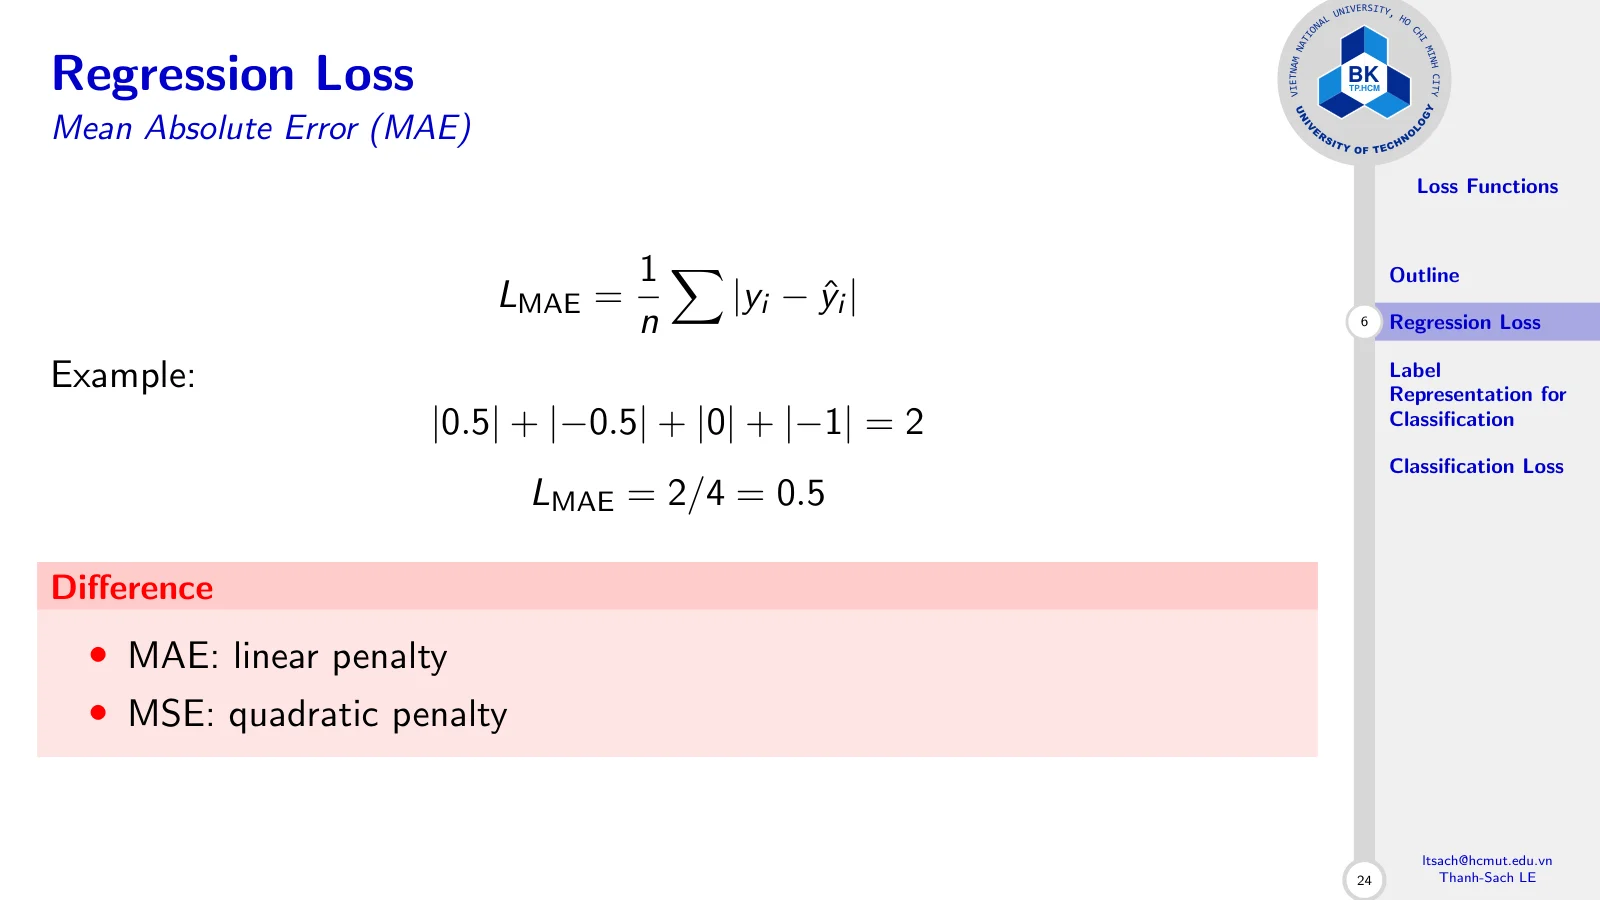 Regression Loss
Mean Absolute Error (MAE)
L_MAE = 1/n ∑ |y_i − ŷ_i|
Example:
|0.5| + |−0.5| + |0| + |−1| = 2
L_MAE = 2/4 = 0.5
Difference
• MAE: linear penalty
• MSE: quadratic penalty
VIETNAM NATIONAL UNIVERSITY, HO CHI MINH CITY
BK
TP.HCM
UNIVERSITY OF TECHNOLOGY
Loss Functions
Outline
6
Regression Loss
Label
Representation for
Classification
Classification Loss
24
ltsach@hcmut.edu.vn
Thanh-Sach LE